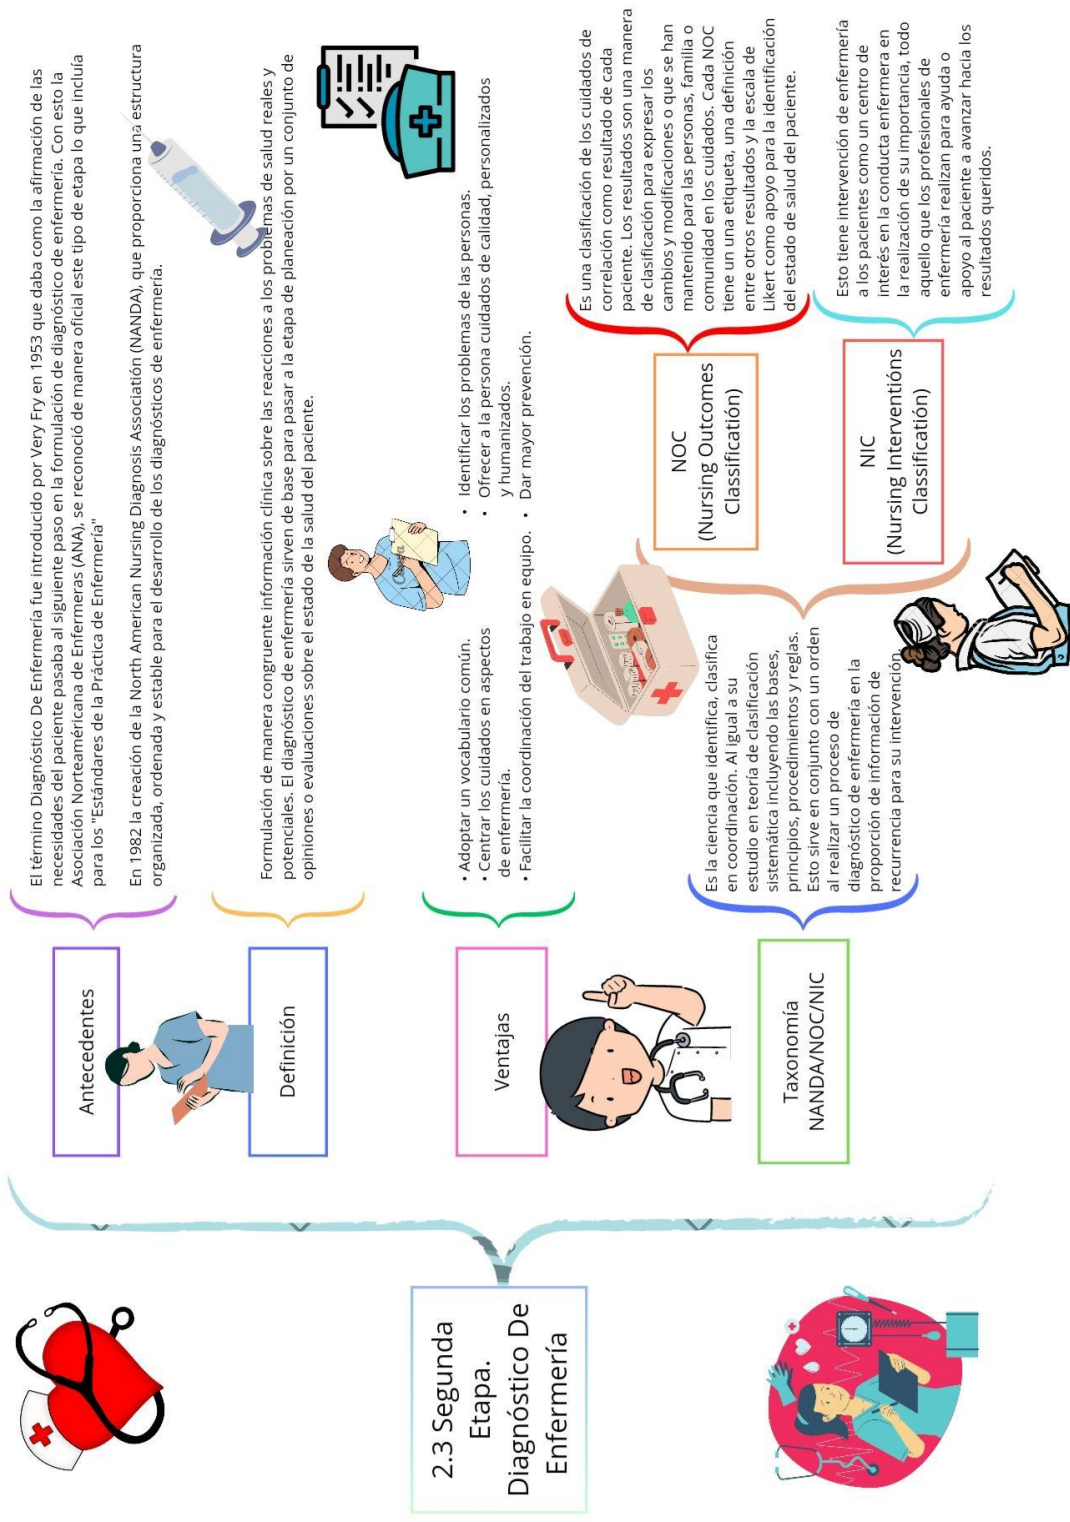 2.3 Segunda
Etapa.
Diagnóstico De
Enfermería
Antecedentes
El término Diagnóstico De Enfermería fue introducido por Very Fry en 1953 que daba como la afirmación de las
necesidades del paciente pasaba al siguiente paso en la formulación de diagnóstico de enfermería. Con esto la
Asociación Norteaméricana de Enfermeras (ANA), se reconoció de manera oficial este tipo de etapa lo que incluía
para los "Estándares de la Práctica de Enfermería"
En 1982 la creación de la North American Nursing Diagnosis Associatión (NANDA), que proporciona una estructura
organizada, ordenada y estable para el desarrollo de los diagnósticos de enfermería.
Definición
Formulación de manera congruente información clínica sobre las reacciones a los problemas de salud reales y
potenciales. El diagnóstico de enfermería sirven de base para pasar a la etapa de planeación por un conjunto de
opiniones o evaluaciones sobre el estado de la salud del paciente.
Ventajas
• Adoptar un vocabulario común.
• Centrar los cuidados en aspectos
de enfermería.
• Facilitar la coordinación del trabajo en equipo.
• Identificar los problemas de las personas.
• Ofrecer a la persona cuidados de calidad, personalizados
y humanizados.
• Dar mayor prevención.
Taxonomía
NANDA/NOC/NIC
Es la ciencia que identifica, clasifica
en coordinación. Al igual a su
estudio en teoría de clasificación
sistemática incluyendo las bases,
principios, procedimientos y reglas.
Esto sirve en conjunto con un orden
al realizar un proceso de
diagnóstico de enfermería en la
proporción de información de
recurrencia para su intervención.
NOC
(Nursing Outcomes
Classificatión)
Es una clasificación de los cuidados de
correlación como resultado de cada
paciente. Los resultados son una manera
de clasificación para expresar los
cambios y modificaciones o que se han
mantenido para las personas, familia o
comunidad en los cuidados. Cada NOC
tiene un una etiqueta, una definición
entre otros resultados y la escala de
Likert como apoyo para la identificación
del estado de salud del paciente.
NIC
(Nursing Interventións
Classificatión)
Esto tiene intervención de enfermería
a los pacientes como un centro de
interés en la conducta enfermera en
la realización de su importancia, todo
aquello que los profesionales de
enfermería realizan para ayuda o
apoyo al paciente a avanzar hacia los
resultados queridos.